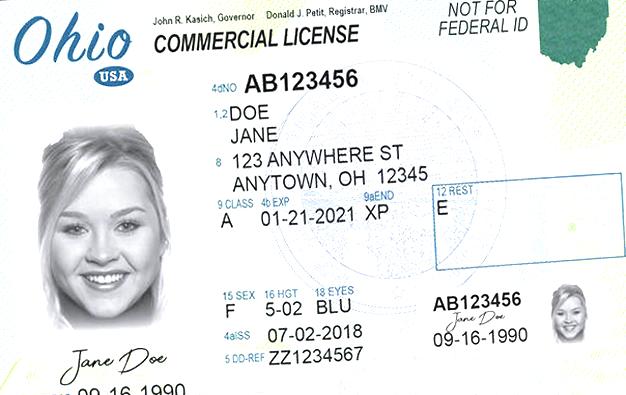 John R. Kasich, Governor Donald J. Petit, Registrar, BMV
Ohio
USA
COMMERCIAL LICENSE
NOT FOR
FEDERAL ID
4dNO AB123456
1,2 DOE
JANE
8 123 ANYWHERE ST
ANYTOWN, OH 12345
9 CLASS 4b EXP 9aEND 12 REST
A 01-21-2021 XP E
15 SEX 16 HGT 18 EYES
F 5-02 BLU
4aISS 07-02-2018
5 DD-REF ZZ1234567
AB123456
Jane Doe
09-16-1990
Jane Doe
09-16-1990